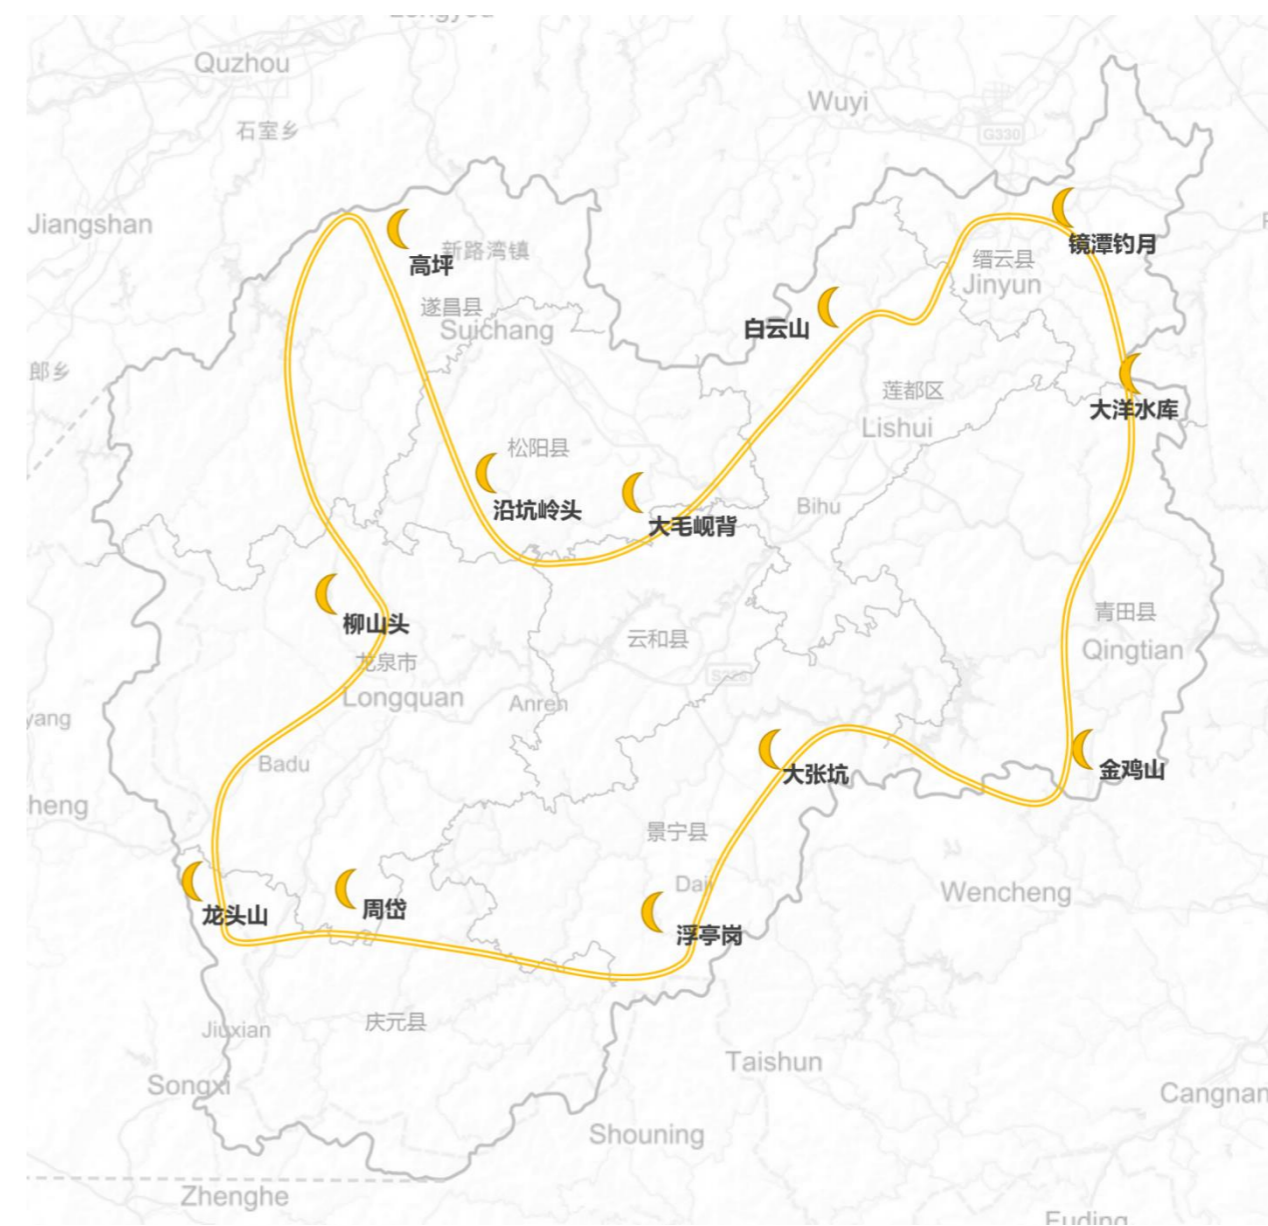 Quzhou
Wuyi
石室乡
G330
Jiangshan
新路湾镇
高坪
镜潭钓月
缙云县
Jinyun
遂昌县
Suichang
白云山
郎乡
莲都区
Lishui
大洋水库
松阳县
沿坑岭头
大毛岘背
Bihu
柳山头
青田县
Qingtian
云和县
龙泉市
Longquan
S228
Anren
yang
Badu
大张坑
金鸡山
cheng
景宁县
Daji
Wencheng
龙头山
周岱
浮亭岗
Jiuxian
庆元县
Taishun
Songxi
Cangnan
Shouning
Zhenghe